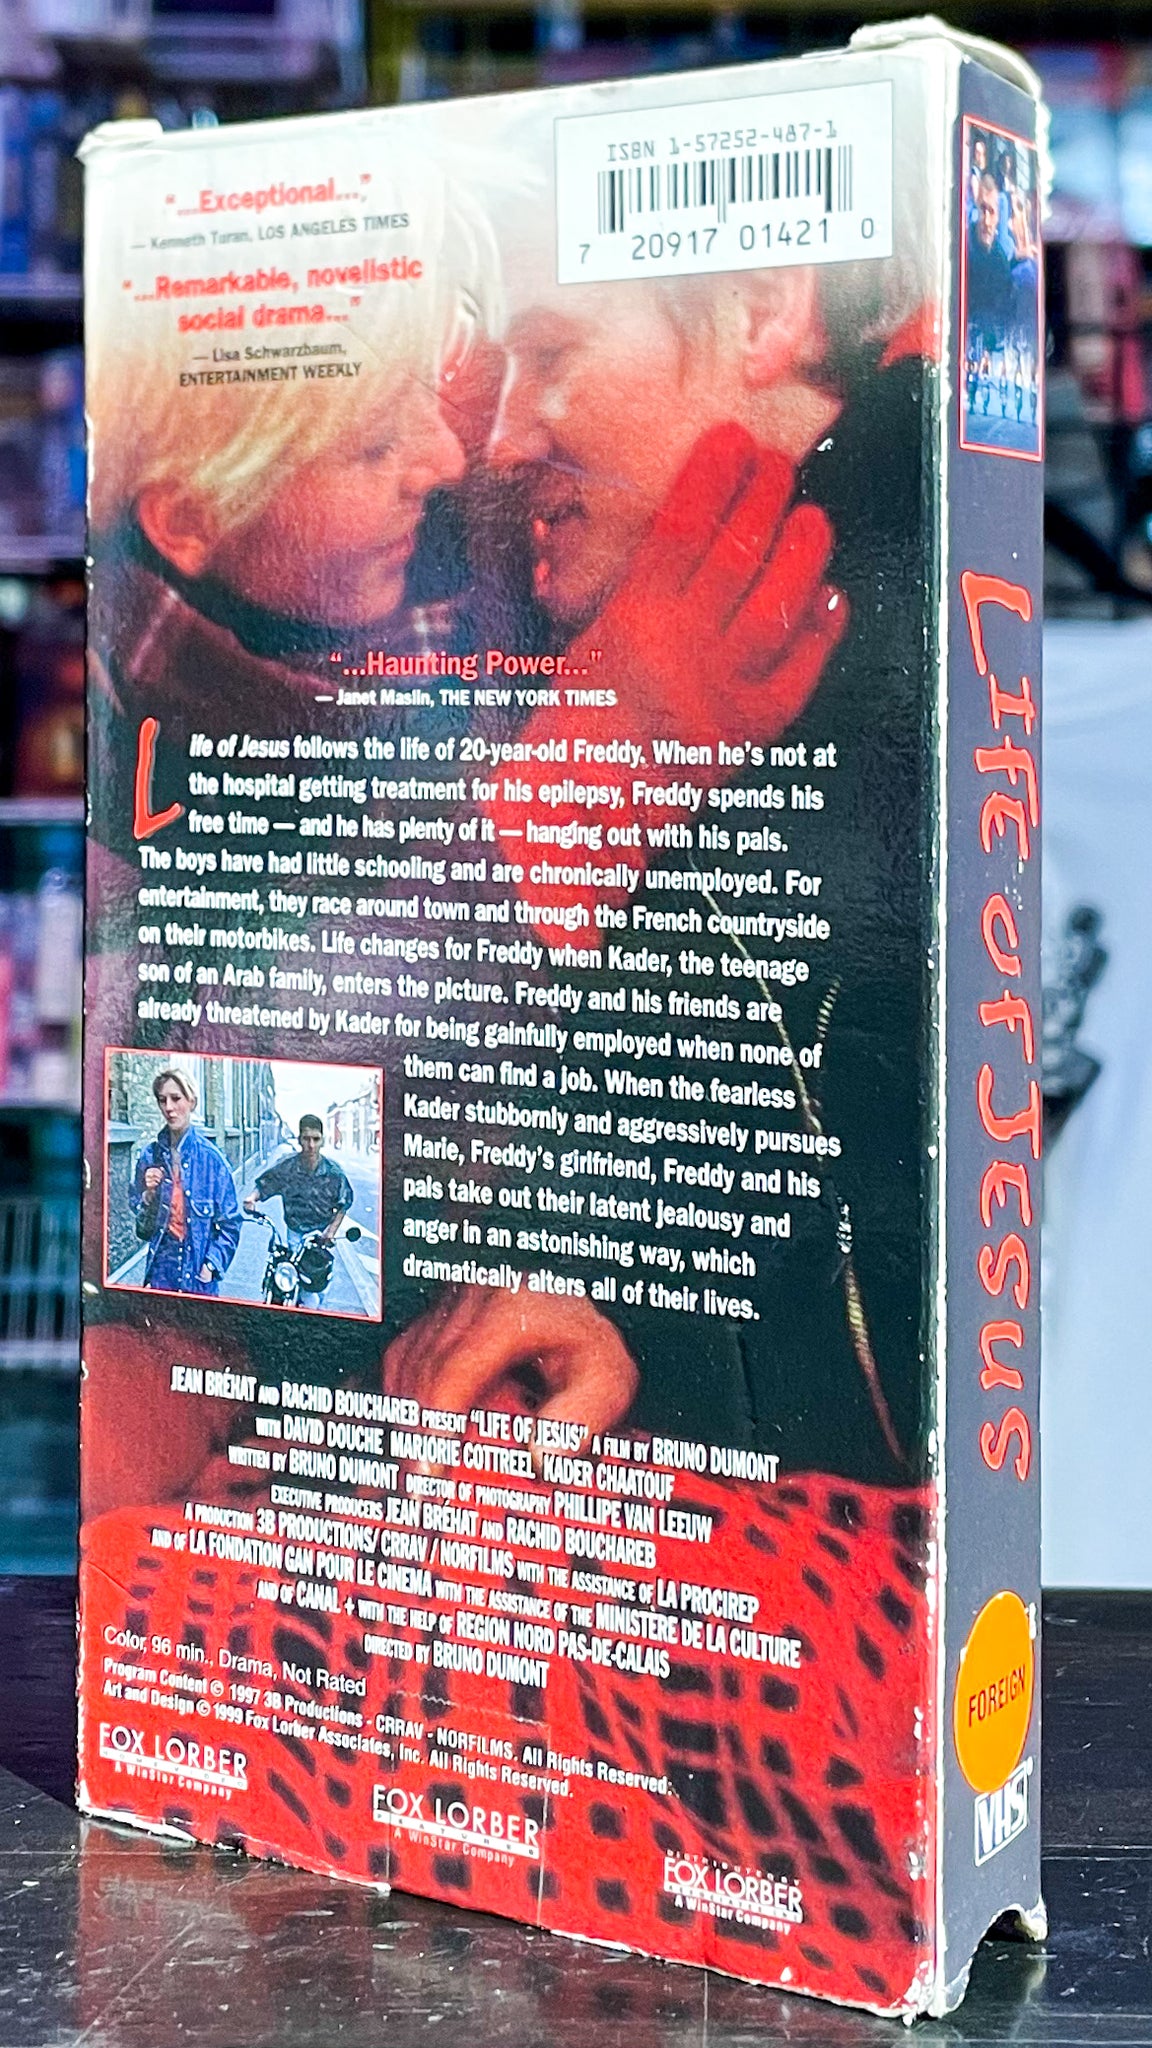 ISBN 1-57252-487-1
7 20917 01421 0
“...Exceptional...”
— Kenneth Turan, LOS ANGELES TIMES
“...Remarkable, novelistic
social drama...”
— Lisa Schwarzbaum,
ENTERTAINMENT WEEKLY
“...Haunting Power...”
— Janet Maslin, THE NEW YORK TIMES
Life of Jesus follows the life of 20-year-old Freddy. When he’s not at
the hospital getting treatment for his epilepsy, Freddy spends his
free time — and he has plenty of it — hanging out with his pals.
The boys have had little schooling and are chronically unemployed. For
entertainment, they race around town and through the French countryside
on their motorbikes. Life changes for Freddy when Kader, the teenage
son of an Arab family, enters the picture. Freddy and his friends are
already threatened by Kader for being gainfully employed when none of
them can find a job. When the fearless
Kader stubbornly and aggressively pursues
Marie, Freddy’s girlfriend, Freddy and his
pals take out their latent jealousy and
anger in an astonishing way, which
dramatically alters all of their lives.
JEAN BRÉHAT AND RACHID BOUCHAREB PRESENT “LIFE OF JESUS” A FILM BY BRUNO DUMONT
WITH DAVID DOUCHE MARJORIE COTTREEL KADER CHAATOUF
WRITTEN BY BRUNO DUMONT DIRECTOR OF PHOTOGRAPHY PHILLIPE VAN LEEUW
EXECUTIVE PRODUCERS JEAN BRÉHAT AND RACHID BOUCHAREB
A PRODUCTION 3B PRODUCTIONS/ CRRAV / NORFILMS WITH THE ASSISTANCE OF LA PROCIREP
AND OF LA FONDATION GAN POUR LE CINEMA WITH THE ASSISTANCE OF THE MINISTERE DE LA CULTURE
AND OF CANAL + WITH THE HELP OF REGION NORD PAS-DE-CALAIS
DIRECTED BY BRUNO DUMONT
Color, 96 min., Drama, Not Rated
Program Content © 1997 3B Productions - CRRAV - NORFILMS. All Rights Reserved.
Art and Design © 1999 Fox Lorber Associates, Inc. All Rights Reserved.
FOX LORBER
HOME VIDEO
A WinStar Company
FOX LORBER
FEATURES
A WinStar Company
DISTRIBUTED BY
FOX LORBER
ASSOCIATES, INC.
A WinStar Company
LIFE OF JESUS
FOREIGN
VHS